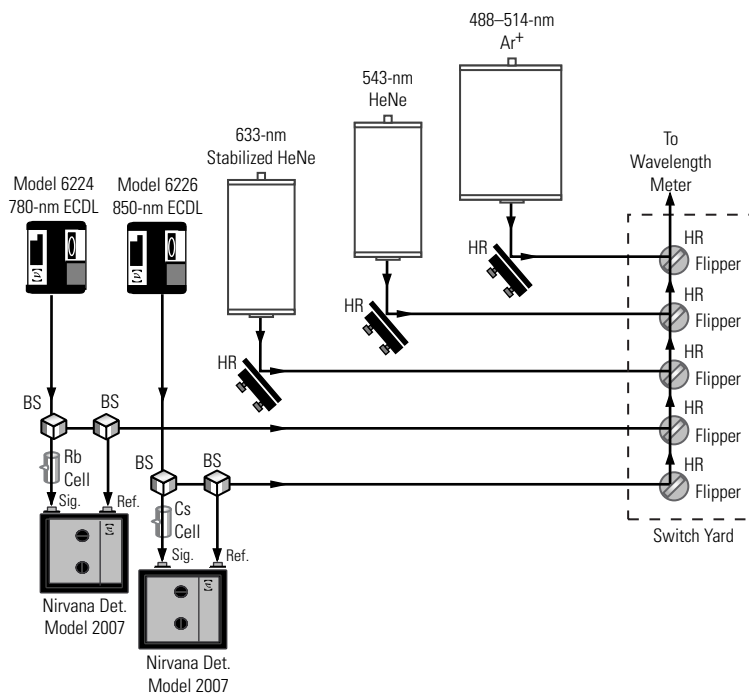 488–514-nm
Ar+
543-nm
HeNe
633-nm
Stabilized HeNe
To
Wavelength
Meter
Model 6224
780-nm ECDL
Model 6226
850-nm ECDL
HR
Flipper
HR
HR
Flipper
HR
HR
Flipper
HR
BS
BS
HR
Flipper
Rb
Cell
BS
BS
HR
Flipper
Sig.
Ref.
Cs
Cell
Switch Yard
Sig.
Ref.
Nirvana Det.
Model 2007
Nirvana Det.
Model 2007